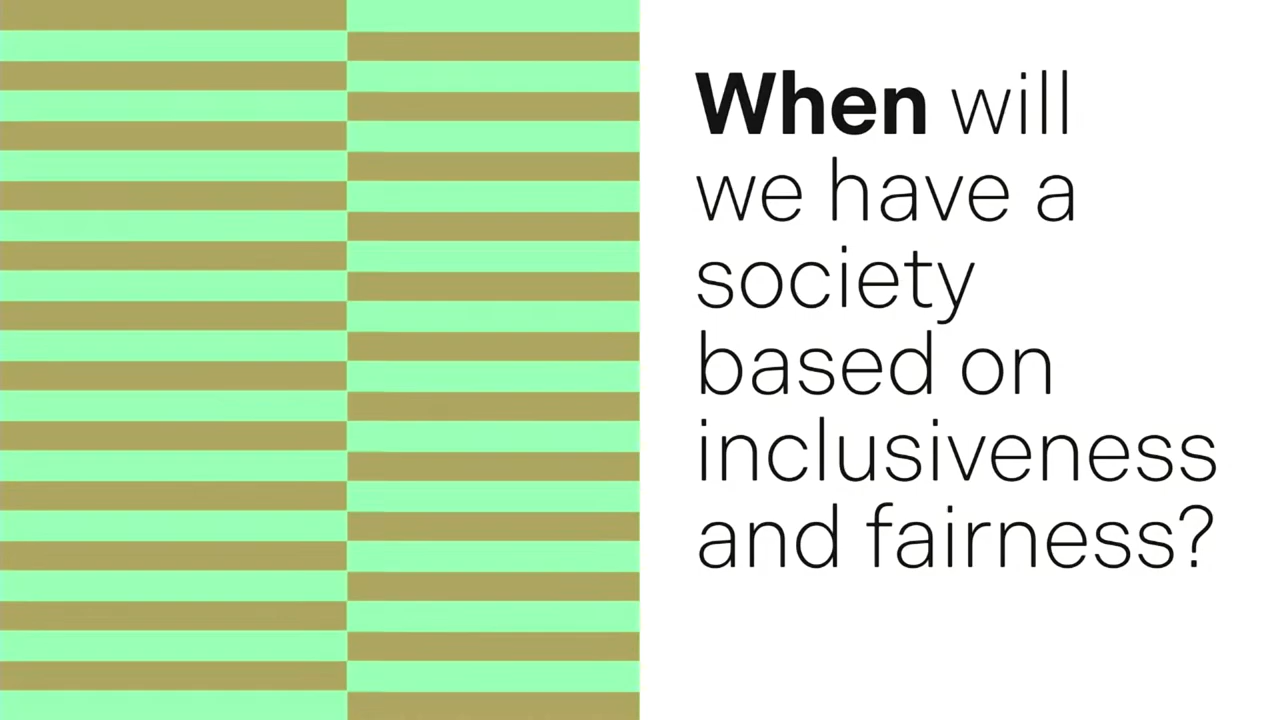 When will
we have a
society
based on
inclusiveness
and fairness?